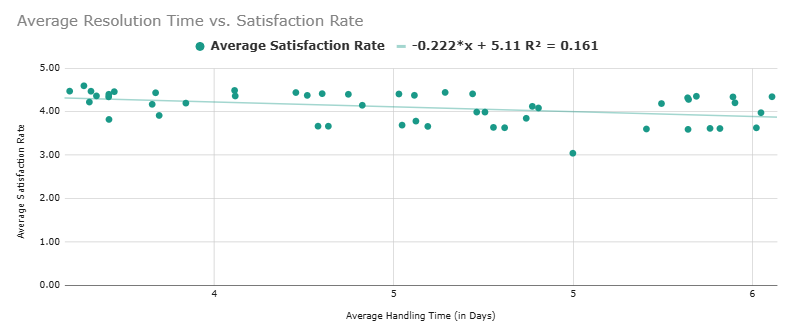 Average Resolution Time vs. Satisfaction Rate
Average Satisfaction Rate -0.222*x + 5.11 R² = 0.161
5.00
4.00
3.00
2.00
1.00
0.00
Average Satisfaction Rate
4 5 5 6
Average Handling Time (in Days)